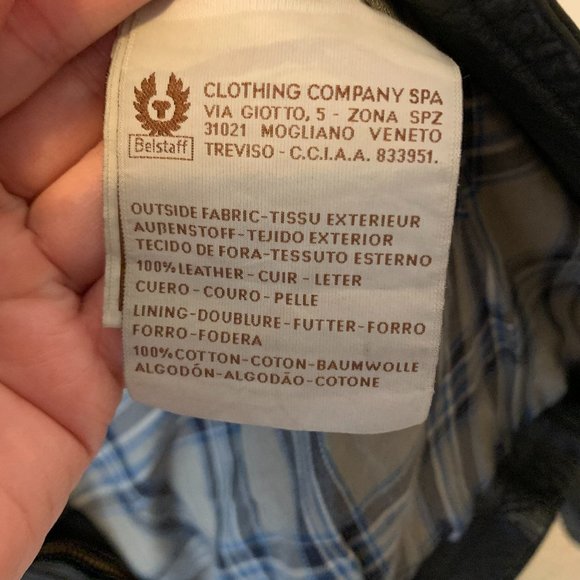 CLOTHING COMPANY SPA
VIA GIOTTO, 5 - ZONA SPZ
31021 MOGLIANO VENETO
Belstaff
TREVISO - C.C.I.A.A. 833951.
OUTSIDE FABRIC-TISSU EXTERIEUR
AUßENSTOFF-TEJIDO EXTERIOR
TECIDO DE FORA-TESSUTO ESTERNO
100% LEATHER-CUIR-LETER
CUERO-COURO-PELLE
LINING-DOUBLURE-FUTTER-FORRO
FORRO-FODERA
100% COTTON-COTON-BAUMWOLLE
ALGODÓN-ALGODÃO-COTONE